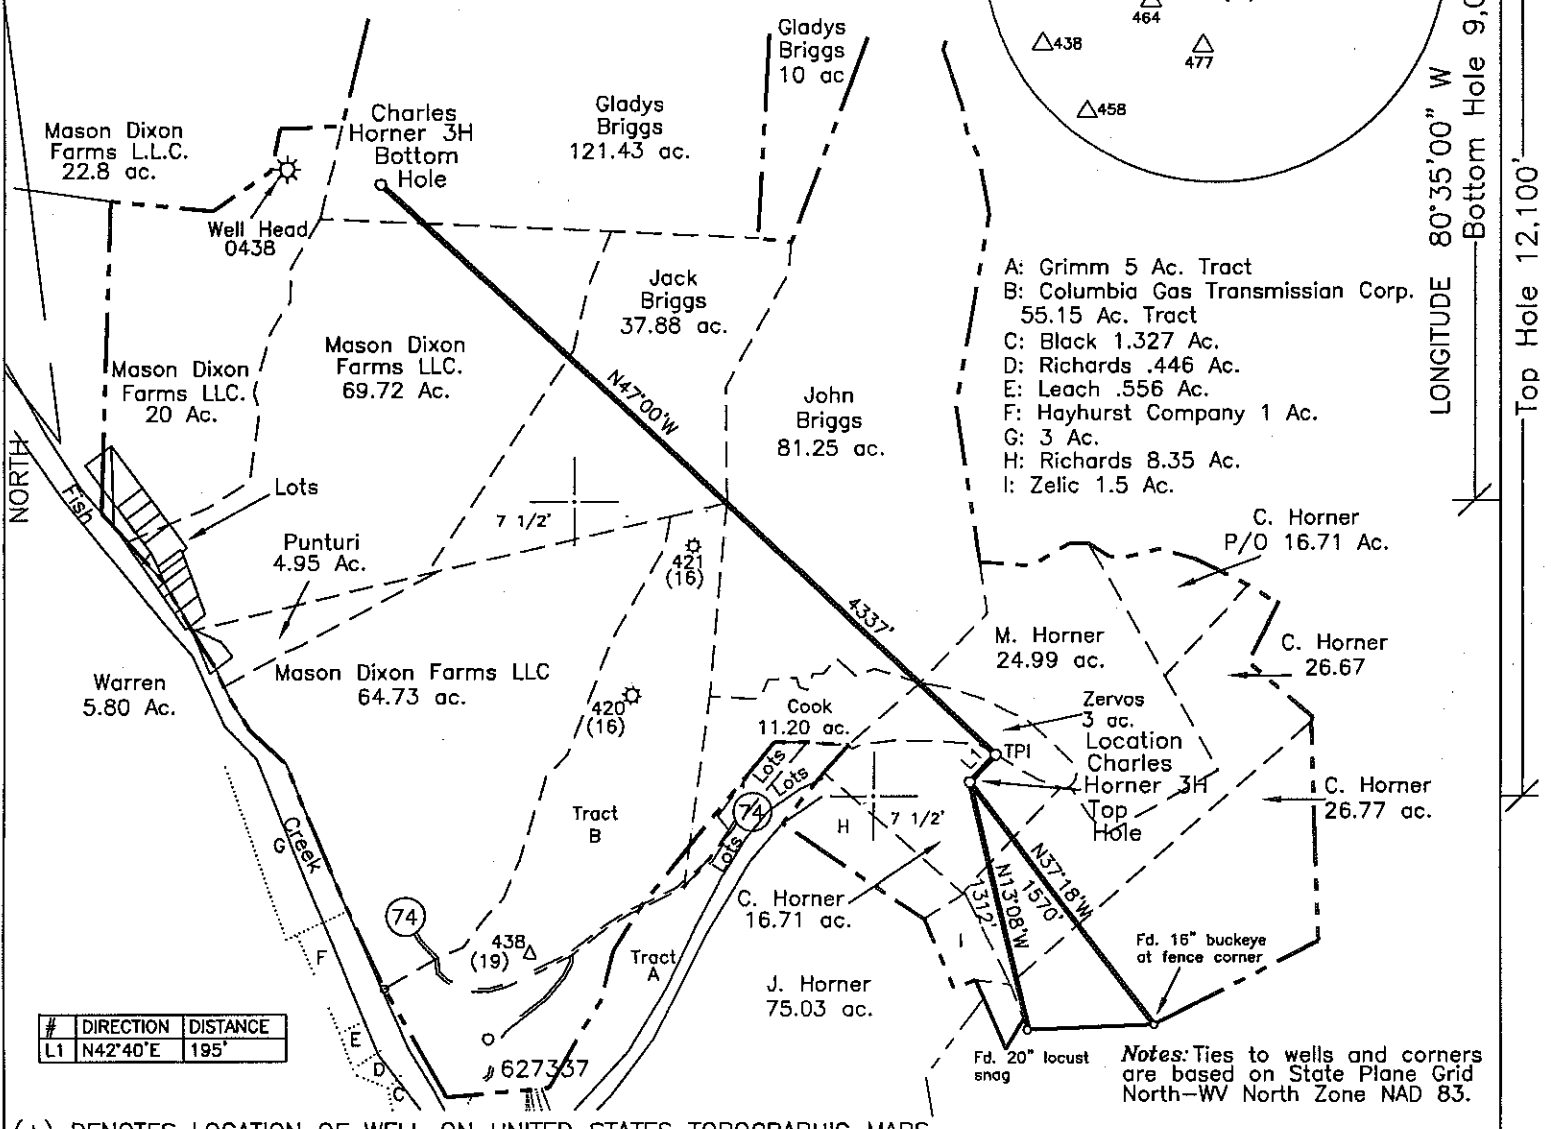 464
438
477
458
LONGITUDE 80°35'00" W
Bottom Hole
Top Hole 12,100'
Gladys
Briggs
10 ac
Gladys
Briggs
121.43 ac.
Charles
Horner 3H
Bottom
Hole
Mason Dixon
Farms L.L.C.
22.8 ac.
Well Head
0438
Jack
Briggs
37.88 ac.
Mason Dixon
Farms LLC.
69.72 Ac.
Mason Dixon
Farms LLC.
20 Ac.
John
Briggs
81.25 ac.
N47°00'W
A: Grimm 5 Ac. Tract
B: Columbia Gas Transmissian Corp.
55.15 Ac. Tract
C: Black 1.327 Ac.
D: Richards .446 Ac.
E: Leach .556 Ac.
F: Hayhurst Company 1 Ac.
G: 3 Ac.
H: Richards 8.35 Ac.
I: Zelic 1.5 Ac.
NORTH
Fish
Lots
7 1/2'
Punturi
4.95 Ac.
421
(16)
C. Horner
P/O 16.71 Ac.
4337'
M. Horner
24.99 ac.
C. Horner
26.67
Warren
5.80 Ac.
Mason Dixon Farms LLC
64.73 ac.
420
(16)
Cook
11.20 ac.
Zervos
3 ac.
TPI
L1
Location
Charles
Horner 3H
Top
Hole
C. Horner
26.77 ac.
Lots
Lots
74
Lots
H
7 1/2'
Tract
B
Creek
G
F
E
D
C
74
438
(19)
Tract
A
C. Horner
16.71 ac.
J. Horner
75.03 ac.
I
N13°08'W
1312'
N37°18'W
1570'
Fd. 16" buckeye
at fence corner
Fd. 20" locust
snag
# DIRECTION DISTANCE
L1 N42°40'E 195'
627337
Notes: Ties to wells and corners
are based on State Plane Grid
North-WV North Zone NAD 83.
(+) DENOTES LOCATION OF WELL ON UNITED STATES TOPOGRAPHIC MAPS